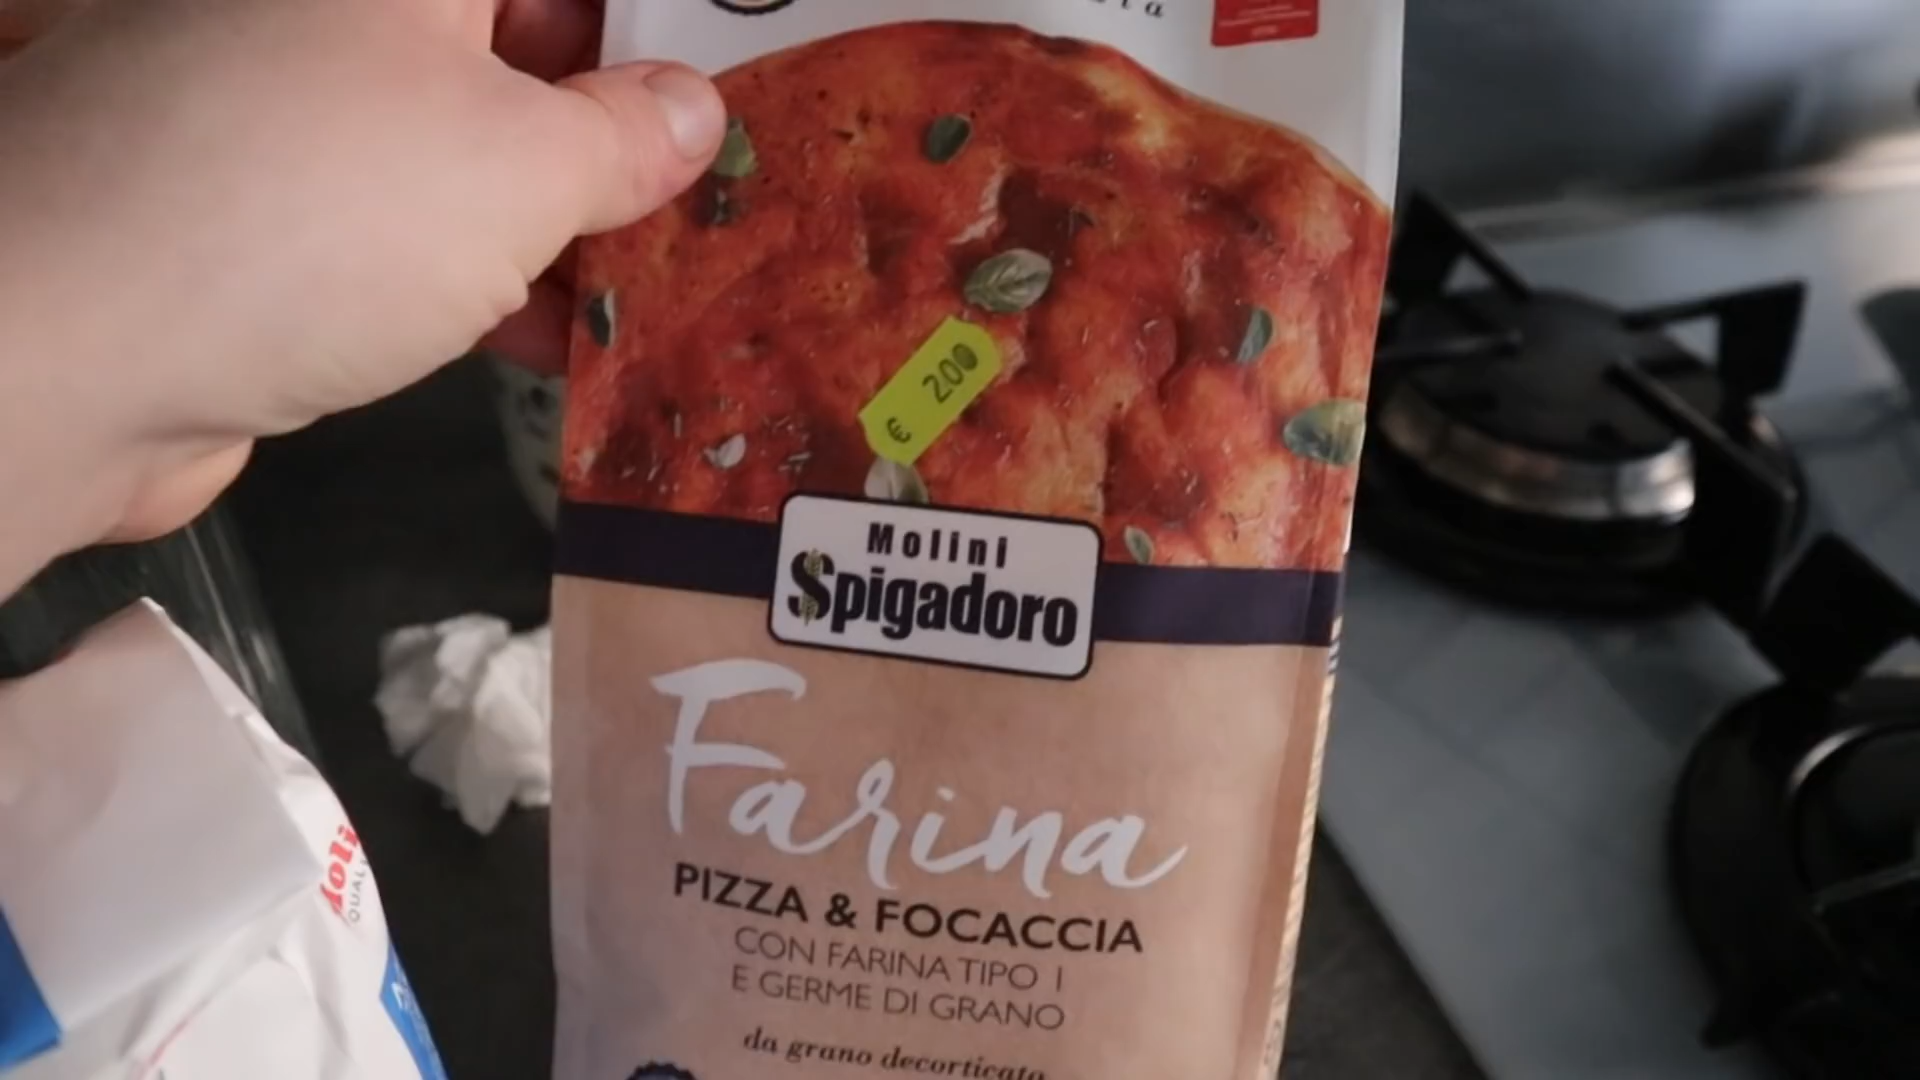 € 2.00
Molini
Spigadoro
Farina
PIZZA & FOCACCIA
CON FARINA TIPO 1
E GERME DI GRANO
da grano decorticato